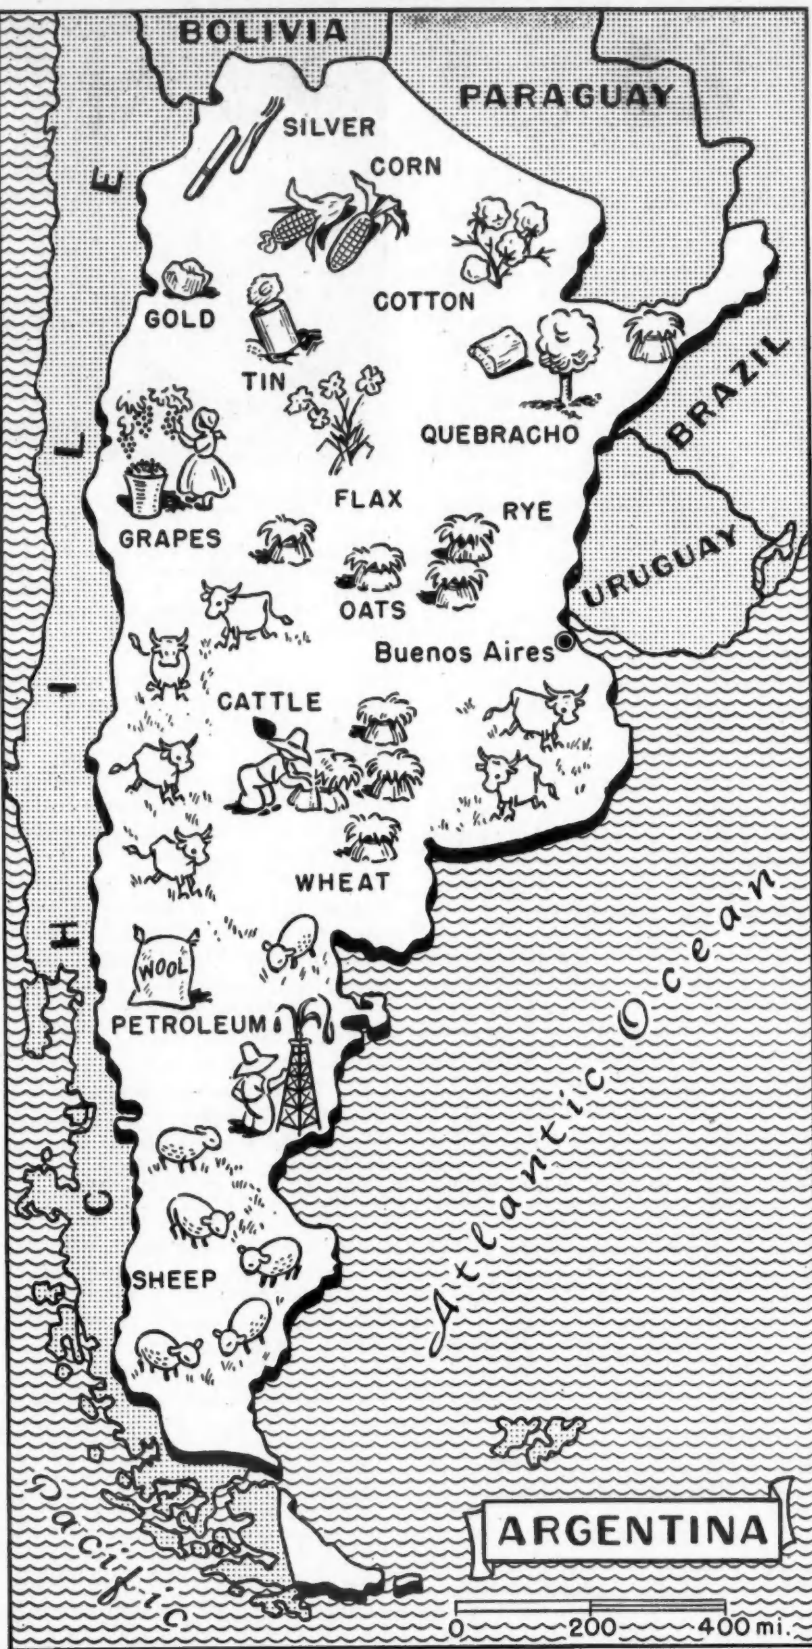 BOLIVIA
PARAGUAY
SILVER
CORN
COTTON
GOLD
TIN
QUEBRACHO
BRAZIL
FLAX
RYE
GRAPES
URUGUAY
OATS
Buenos Aires
CATTLE
WHEAT
WOOL
PETROLEUM
SHEEP
CHILE
Atlantic Ocean
Pacific
ARGENTINA
0 200 400 mi.